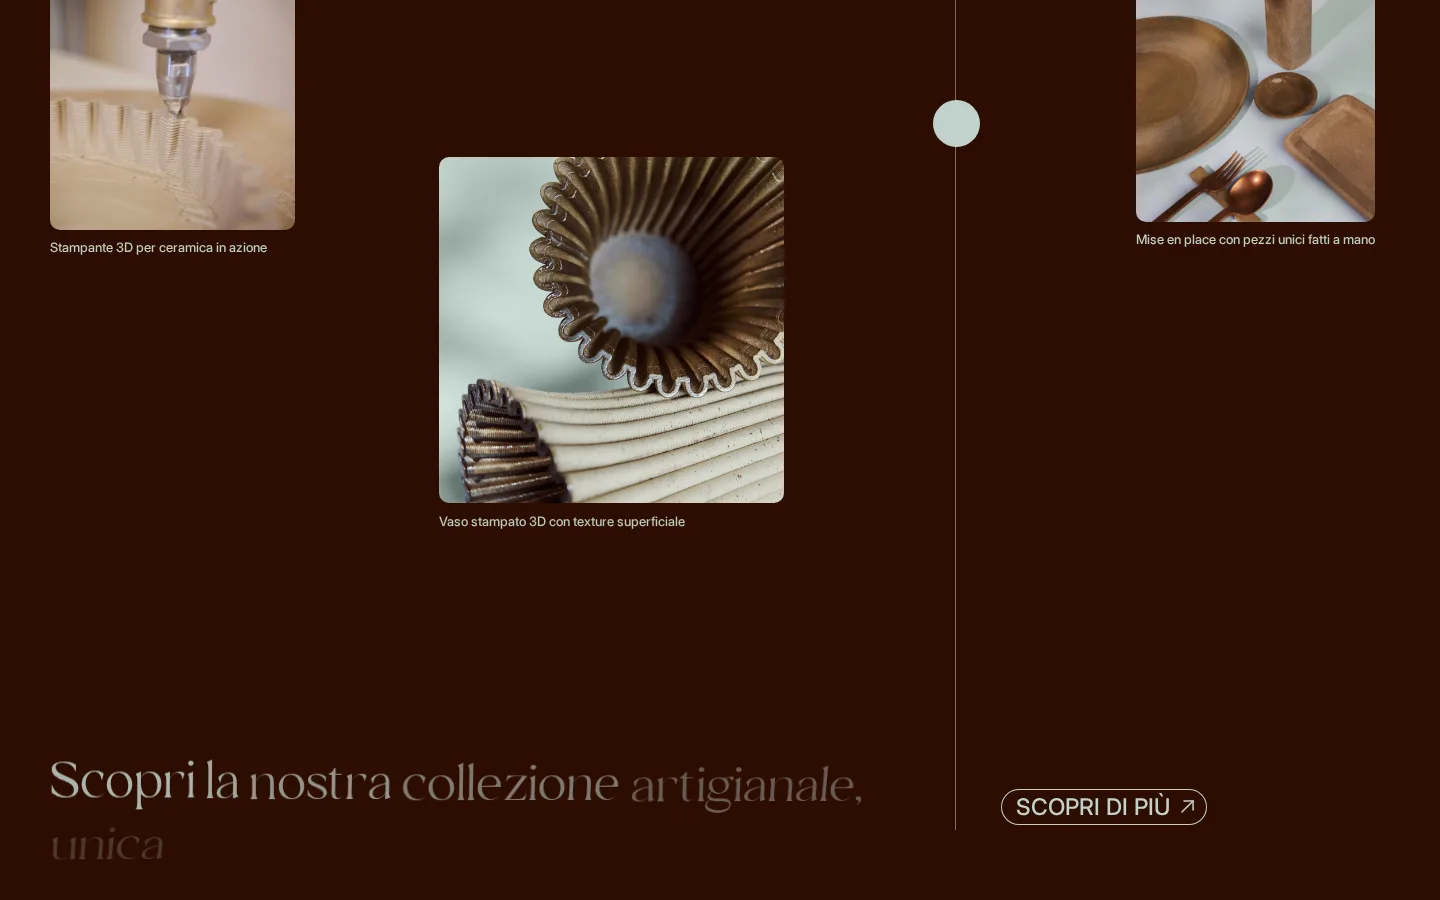 Stampante 3D per ceramica in azione
Mise en place con pezzi unici fatti a mano
Vaso stampato 3D con texture superficiale
Scopri la nostra collezione artigianale,
unica
SCOPRI DI PIÙ